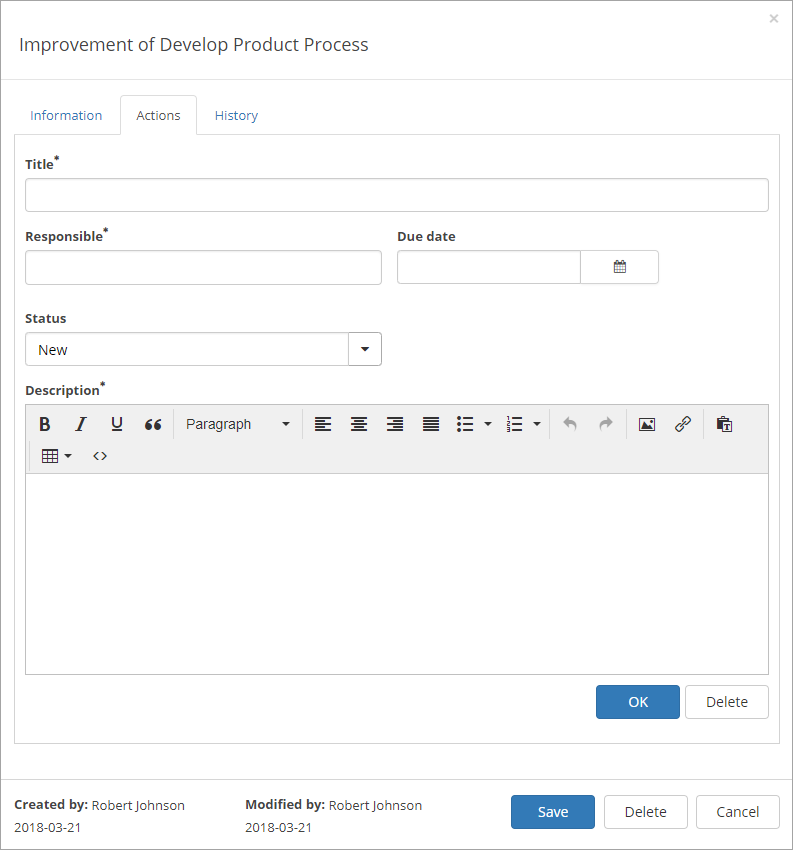 ×
Improvement of Develop Product Process
Information Actions History
Title*
Responsible* Due date
Status
New
Description*
B I U “ Paragraph
<>
OK Delete
Created by: Robert Johnson Modified by: Robert Johnson Save Delete Cancel
2018-03-21 2018-03-21